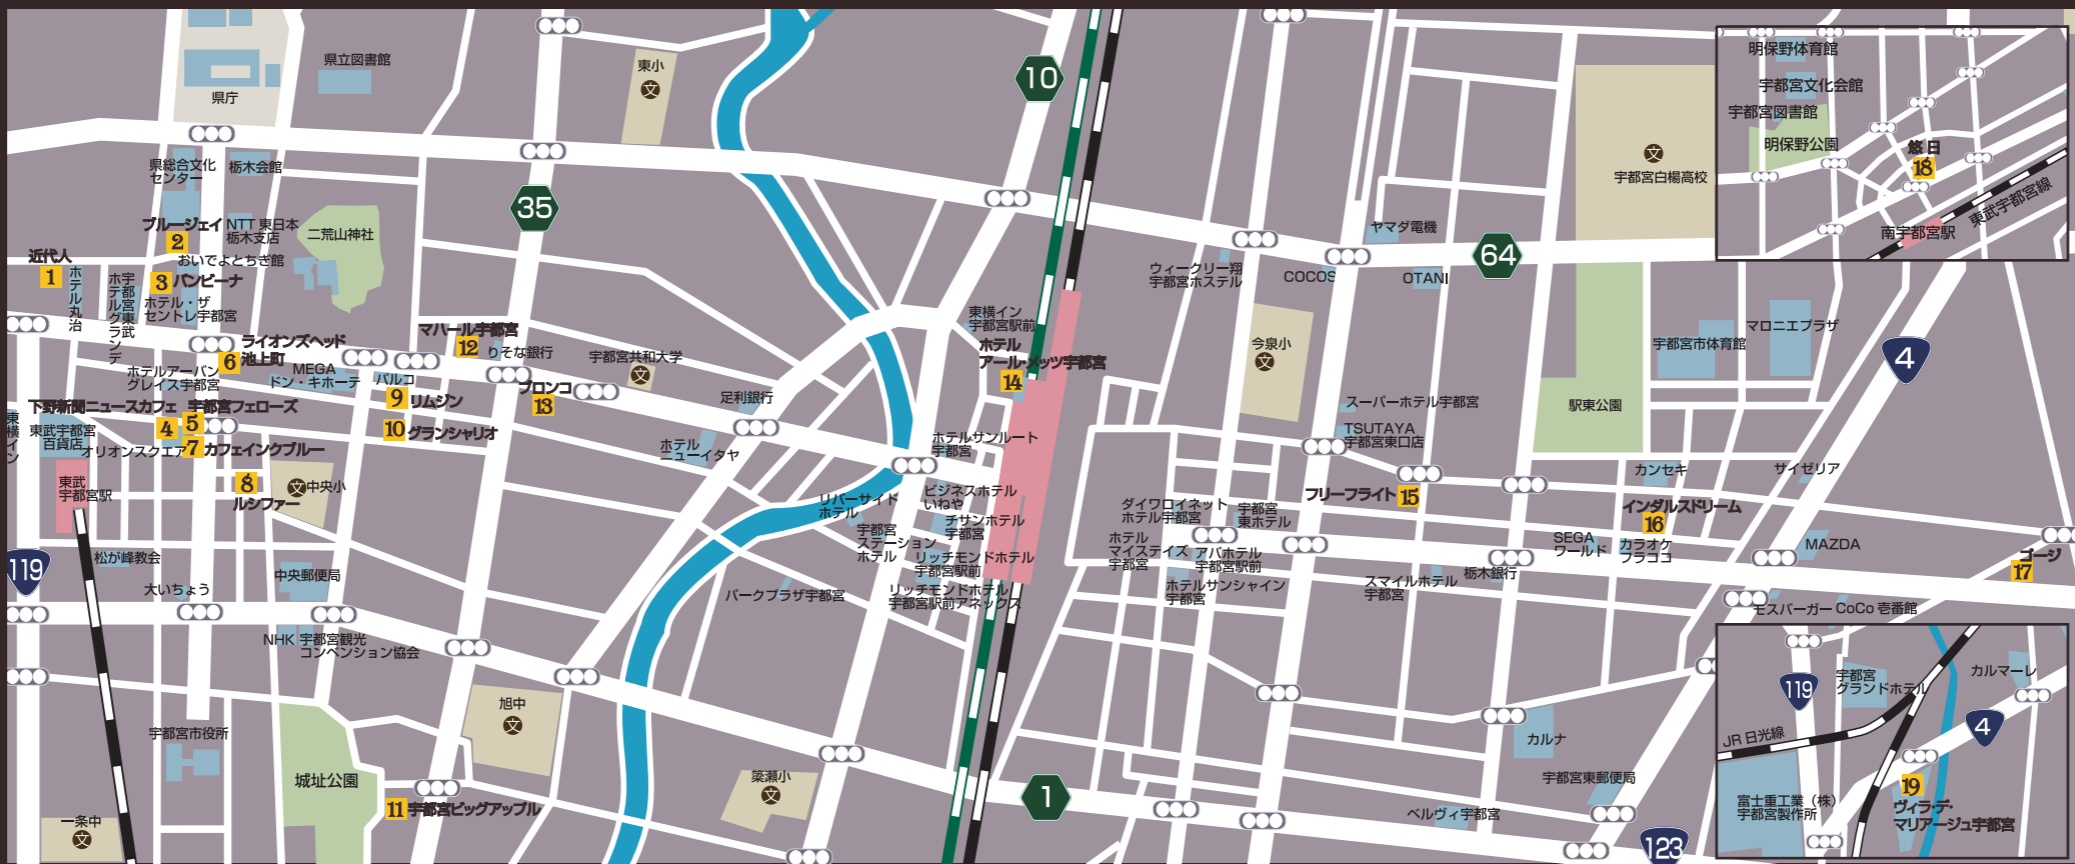 県庁
県立図書館
東小
文
10
県総合文化
センター
栃木会館
35
ブルージェイ
2
NTT 東日本
栃木支店
二荒山神社
近代人
1
おいでよとちぎ館
3
バンビーナ
ホテル丸治
宇都宮東武
ホテルグランデ
ホテル・ザ
セントレ宇都宮
ライオンズヘッド
池上町
6
マハール宇都宮
12
りそな銀行
宇都宮共和大学
文
ホテルアーバン
グレイス宇都宮
MEGA
ドン・キホーテ
パルコ
9
リムジン
ブロンコ
13
足利銀行
下野新聞ニュースカフェ
4
宇都宮フェローズ
5
10
グランシャリオ
東横イン
東武宇都宮
百貨店
オリオンスクエア
7
カフェインクブルー
ホテル
ニューイタヤ
東武
宇都宮駅
8
ルシファー
文
中央小
119
松が峰教会
大いちょう
中央郵便局
NHK
宇都宮観光
コンベンション協会
宇都宮市役所
城址公園
旭中
文
一条中
文
11
宇都宮ビッグアップル
簗瀬小
文
パークプラザ宇都宮
リバーサイド
ホテル
宇都宮
ステーション
ホテル
ホテルサンルート
宇都宮
ビジネスホテル
いねや
チサンホテル
宇都宮
リッチモンドホテル
宇都宮駅前
リッチモンドホテル
宇都宮駅前アネックス
東横イン
宇都宮駅前
ホテル
アール・メッツ宇都宮
14
1
ウィークリー翔
宇都宮ホステル
COCOS
ヤマダ電機
OTANI
64
文
宇都宮白楊高校
今泉小
文
スーパーホテル宇都宮
TSUTAYA
宇都宮東口店
駅東公園
宇都宮市体育館
マロニエプラザ
4
フリーフライト
15
カンセキ
サイゼリア
インダルスドリーム
16
ダイワロイネット
ホテル宇都宮
宇都宮
東ホテル
ホテル
マイステイズ
宇都宮
アパホテル
宇都宮駅前
ホテルサンシャイン
宇都宮
スマイルホテル
宇都宮
栃木銀行
SEGA
ワールド
カラオケ
フラココ
MAZDA
ゴージ
17
モスバーガー
CoCo 壱番館
カルナ
宇都宮東郵便局
ベルヴィ宇都宮
123
明保野体育館
宇都宮文化会館
宇都宮図書館
明保野公園
悠日
18
東武宇都宮線
南宇都宮駅
119
宇都宮
グランドホテル
カルマーレ
4
JR 日光線
富士重工業（株）
宇都宮製作所
19
ヴィラ・デ・
マリアージュ宇都宮